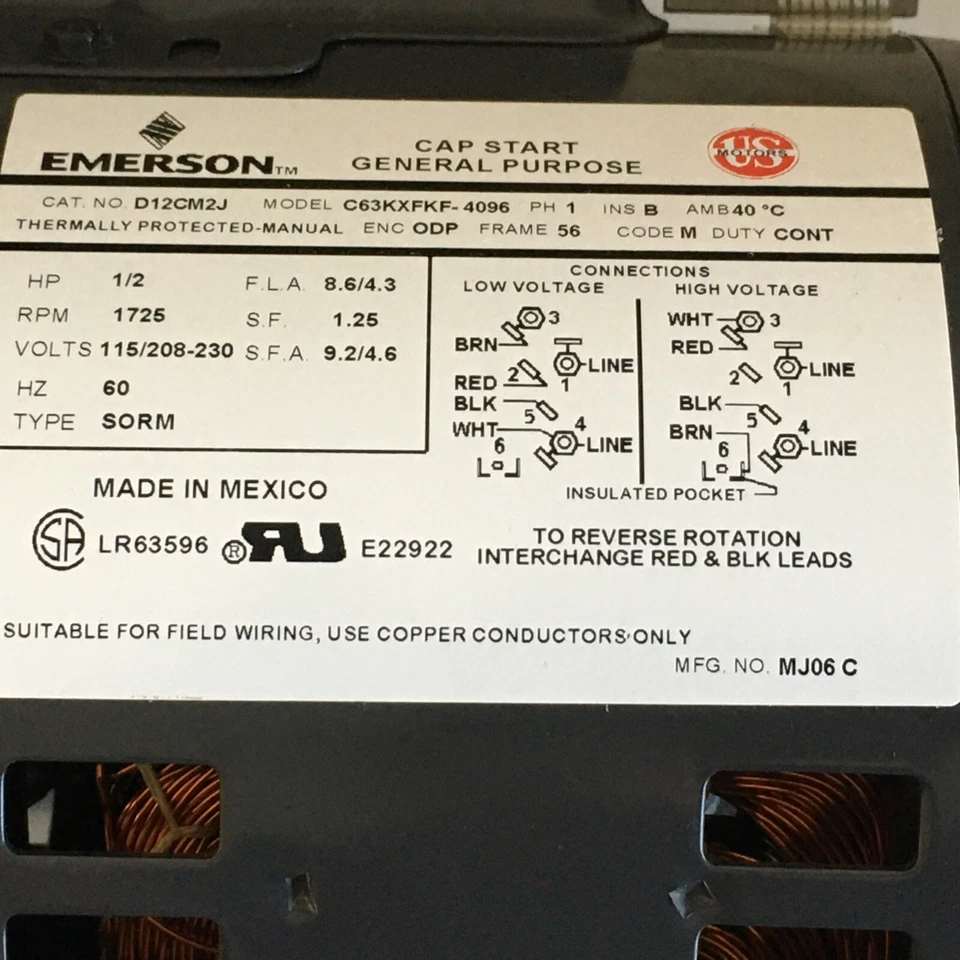 EMERSON™
CAP START
GENERAL PURPOSE
US
MOTORS
CAT. NO. D12CM2J MODEL C63KXFKF-4096 PH 1 INS B AMB 40 °C
THERMALLY PROTECTED-MANUAL ENC ODP FRAME 56 CODE M DUTY CONT
HP 1/2 F.L.A. 8.6/4.3
RPM 1725 S.F. 1.25
VOLTS 115/208-230 S.F.A. 9.2/4.6
HZ 60
TYPE SORM
CONNECTIONS
LOW VOLTAGE
3
BRN
LINE
2
RED
1
BLK
5
WHT
4
6
LINE
HIGH VOLTAGE
WHT
3
RED
LINE
2
1
BLK
5
BRN
4
6
LINE
INSULATED POCKET
MADE IN MEXICO
SA LR63596 ® RU E22922
TO REVERSE ROTATION
INTERCHANGE RED & BLK LEADS
SUITABLE FOR FIELD WIRING, USE COPPER CONDUCTORS ONLY
MFG. NO. MJ06 C